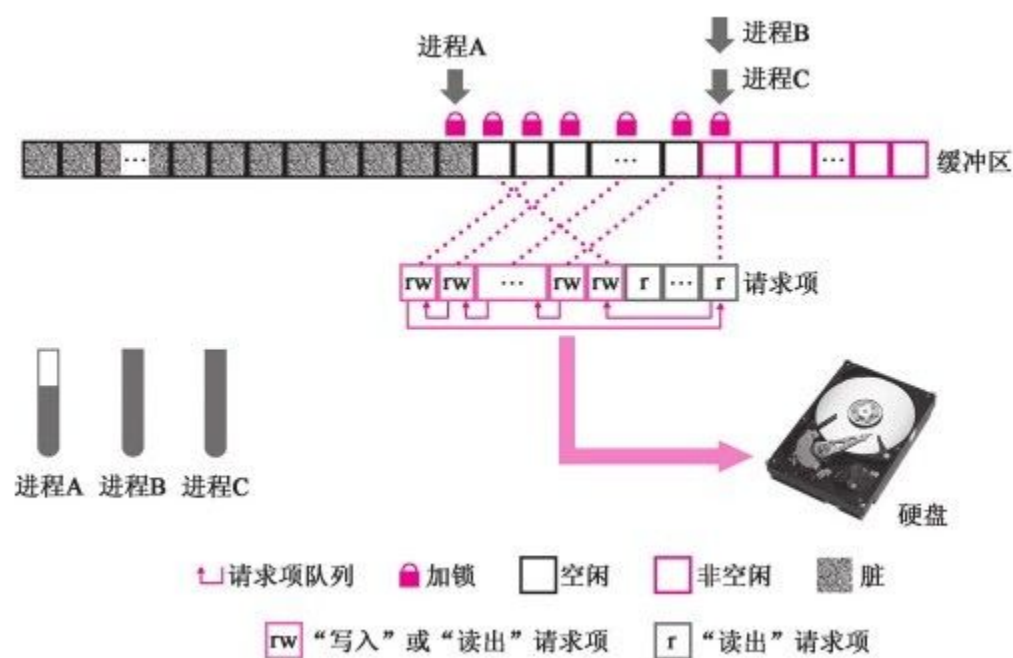 进程B
进程A
进程C
… …  …
缓冲区
rw rw … rw rw r … r 请求项
进程A 进程B 进程C
硬盘
请求项队列 加锁 空闲 非空闲 脏
rw “写入”或“读出”请求项 r “读出”请求项